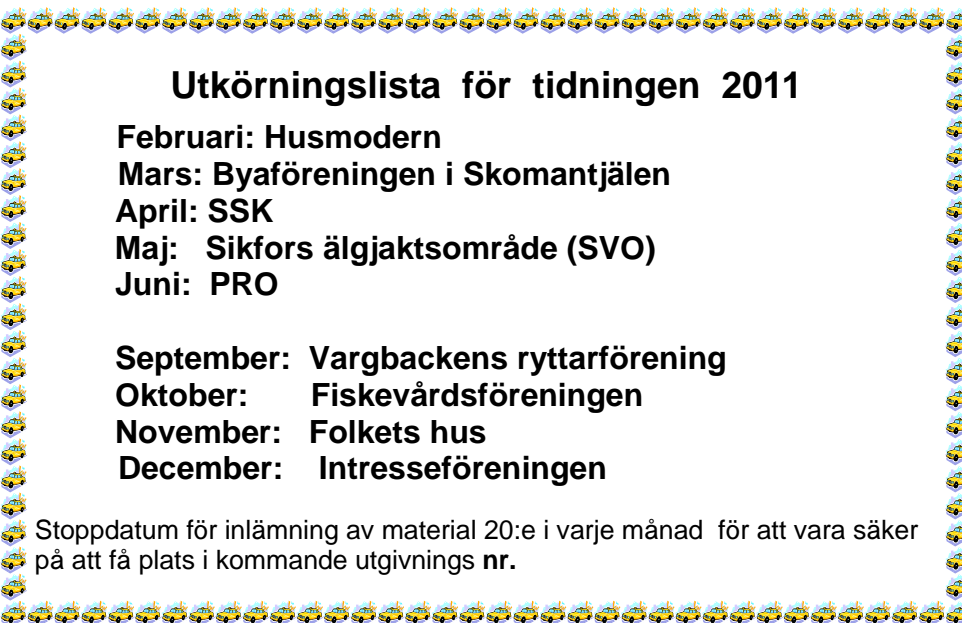 Utkörningslista för tidningen 2011
Februari: Husmodern
Mars: Byaföreningen i Skomantjälen
April: SSK
Maj: Sikfors älgjaktsområde (SVO)
Juni: PRO
September: Vargbackens ryttarförening
Oktober: Fiskevårdsföreningen
November: Folkets hus
December: Intresseföreningen
Stoppdatum för inlämning av material 20:e i varje månad för att vara säker
på att få plats i kommande utgivnings nr.